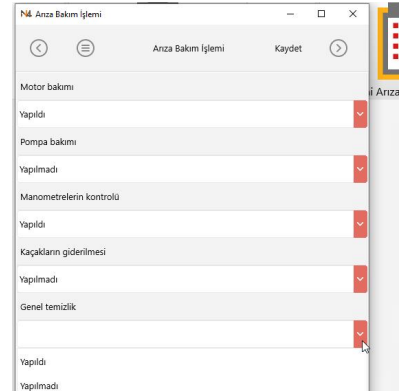 N4 Arıza Bakım İşlemi
Arıza Bakım İşlemi Kaydet
Arıza
Motor bakımı
Yapıldı
Pompa bakımı
Yapılmadı
Manometrelerin kontrolü
Yapıldı
Kaçakların giderilmesi
Yapılmadı
Genel temizlik
Yapıldı
Yapılmadı